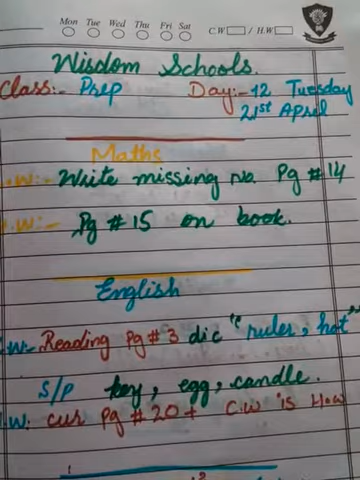 Mon Tue Wed Thu Fri Sat C.W / H.W
Wisdom Schools.
Class:- Prep Day:-12 Tuesday
21st April
Maths
.W:- Write missing no. Pg #14
.W:- Pg # 15 on book.
English
.W:- Reading Pg # 3 dic "ruler, hat"
S/P key, egg, candle.
.W: cur pg # 20 + C.W is How